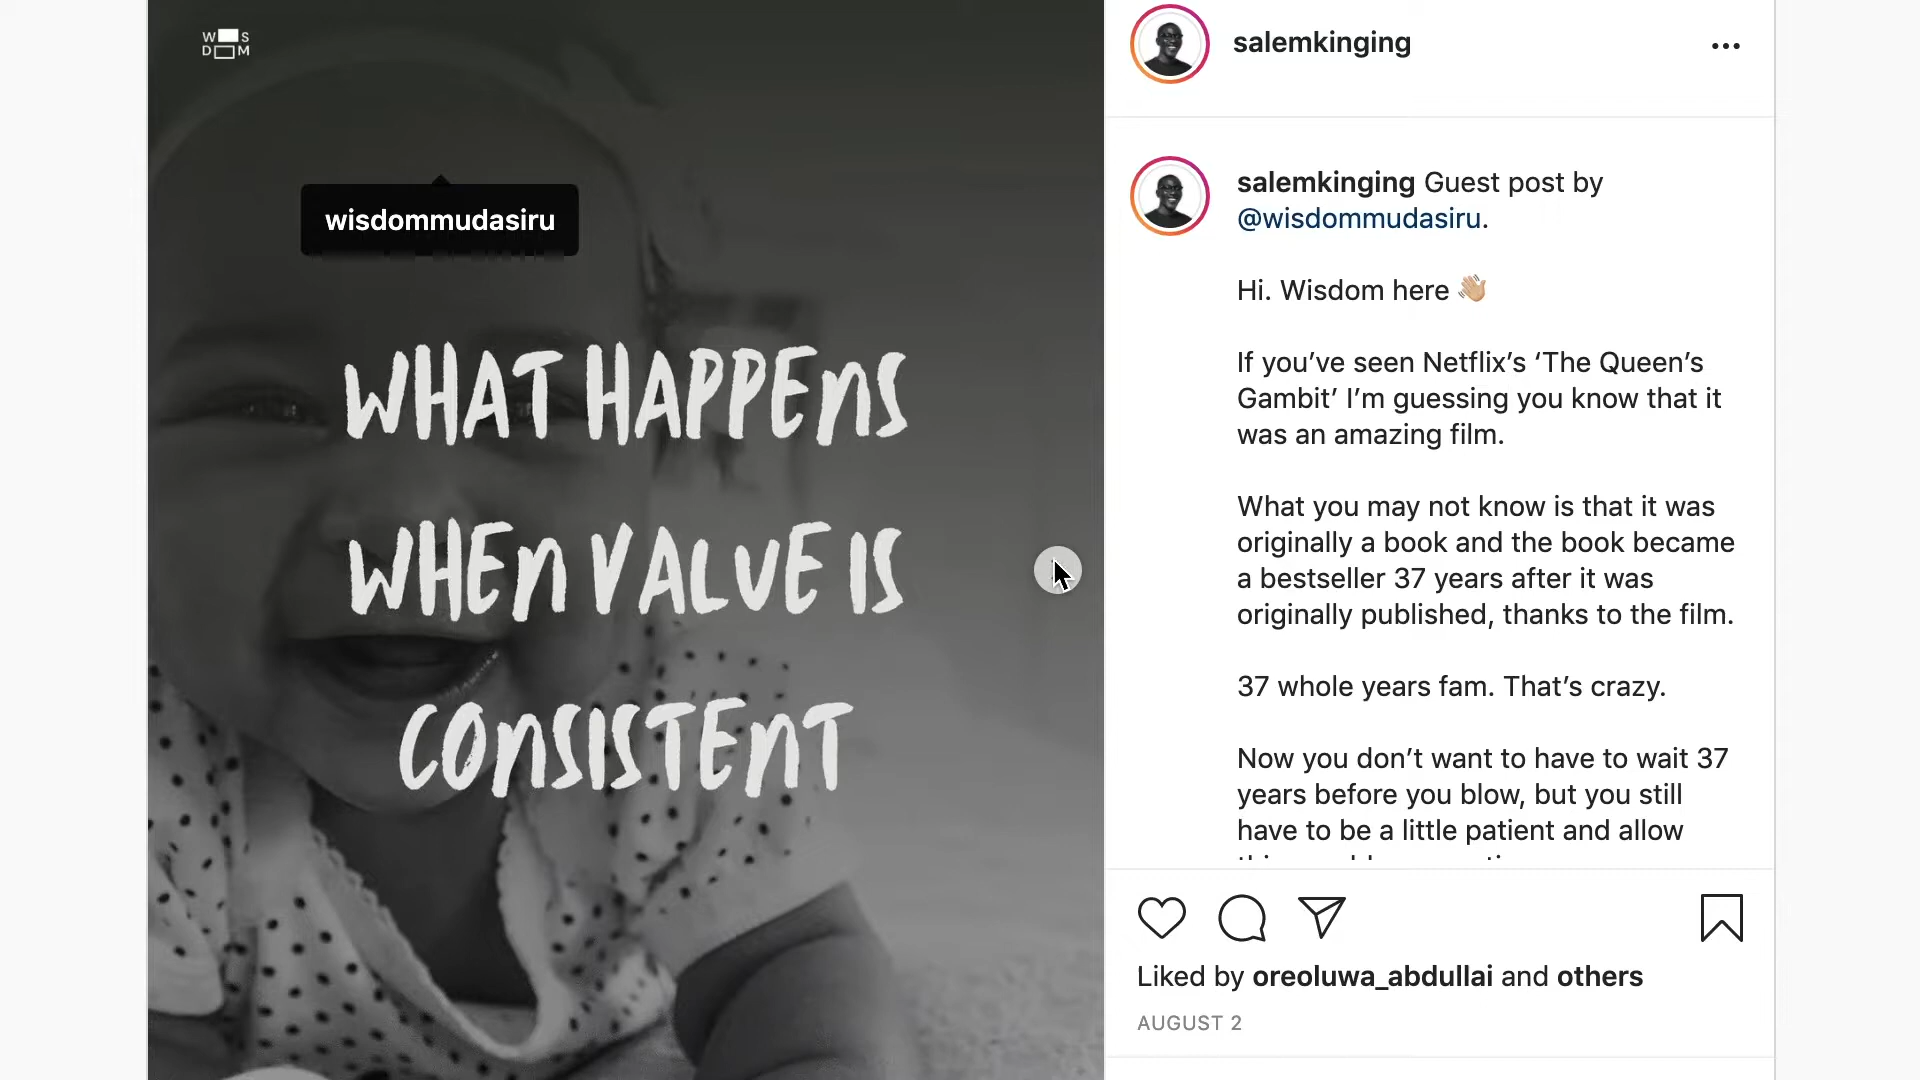 W S
D M
wisdommudasiru
WHAT HAPPENS
WHEN VALUE IS
CONSISTENT
salemkinging
salemkinging Guest post by
@wisdommudasiru.
Hi. Wisdom here 👋🏼
If you’ve seen Netflix’s ‘The Queen’s
Gambit’ I’m guessing you know that it
was an amazing film.
What you may not know is that it was
originally a book and the book became
a bestseller 37 years after it was
originally published, thanks to the film.
37 whole years fam. That’s crazy.
Now you don’t want to have to wait 37
years before you blow, but you still
have to be a little patient and allow
Liked by oreoluwa_abdullai and others
AUGUST 2